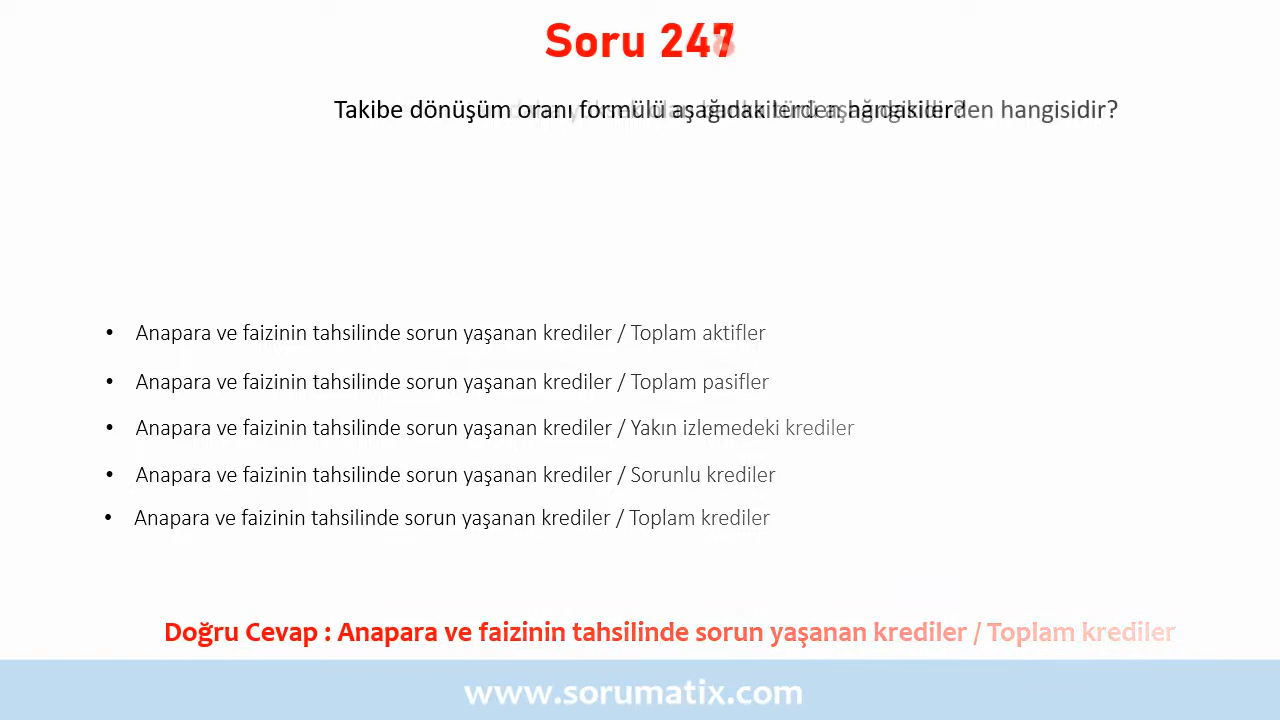 Soru 247
Takibe dönüşüm oranı formülü aşağıdakilerden hangisidir?
• Anapara ve faizinin tahsilinde sorun yaşanan krediler / Toplam aktifler
• Anapara ve faizinin tahsilinde sorun yaşanan krediler / Toplam pasifler
• Anapara ve faizinin tahsilinde sorun yaşanan krediler / Yakın izlemedeki krediler
• Anapara ve faizinin tahsilinde sorun yaşanan krediler / Sorunlu krediler
• Anapara ve faizinin tahsilinde sorun yaşanan krediler / Toplam krediler
Doğru Cevap : Anapara ve faizinin tahsilinde sorun yaşanan krediler / Toplam krediler
www.sorumatix.com